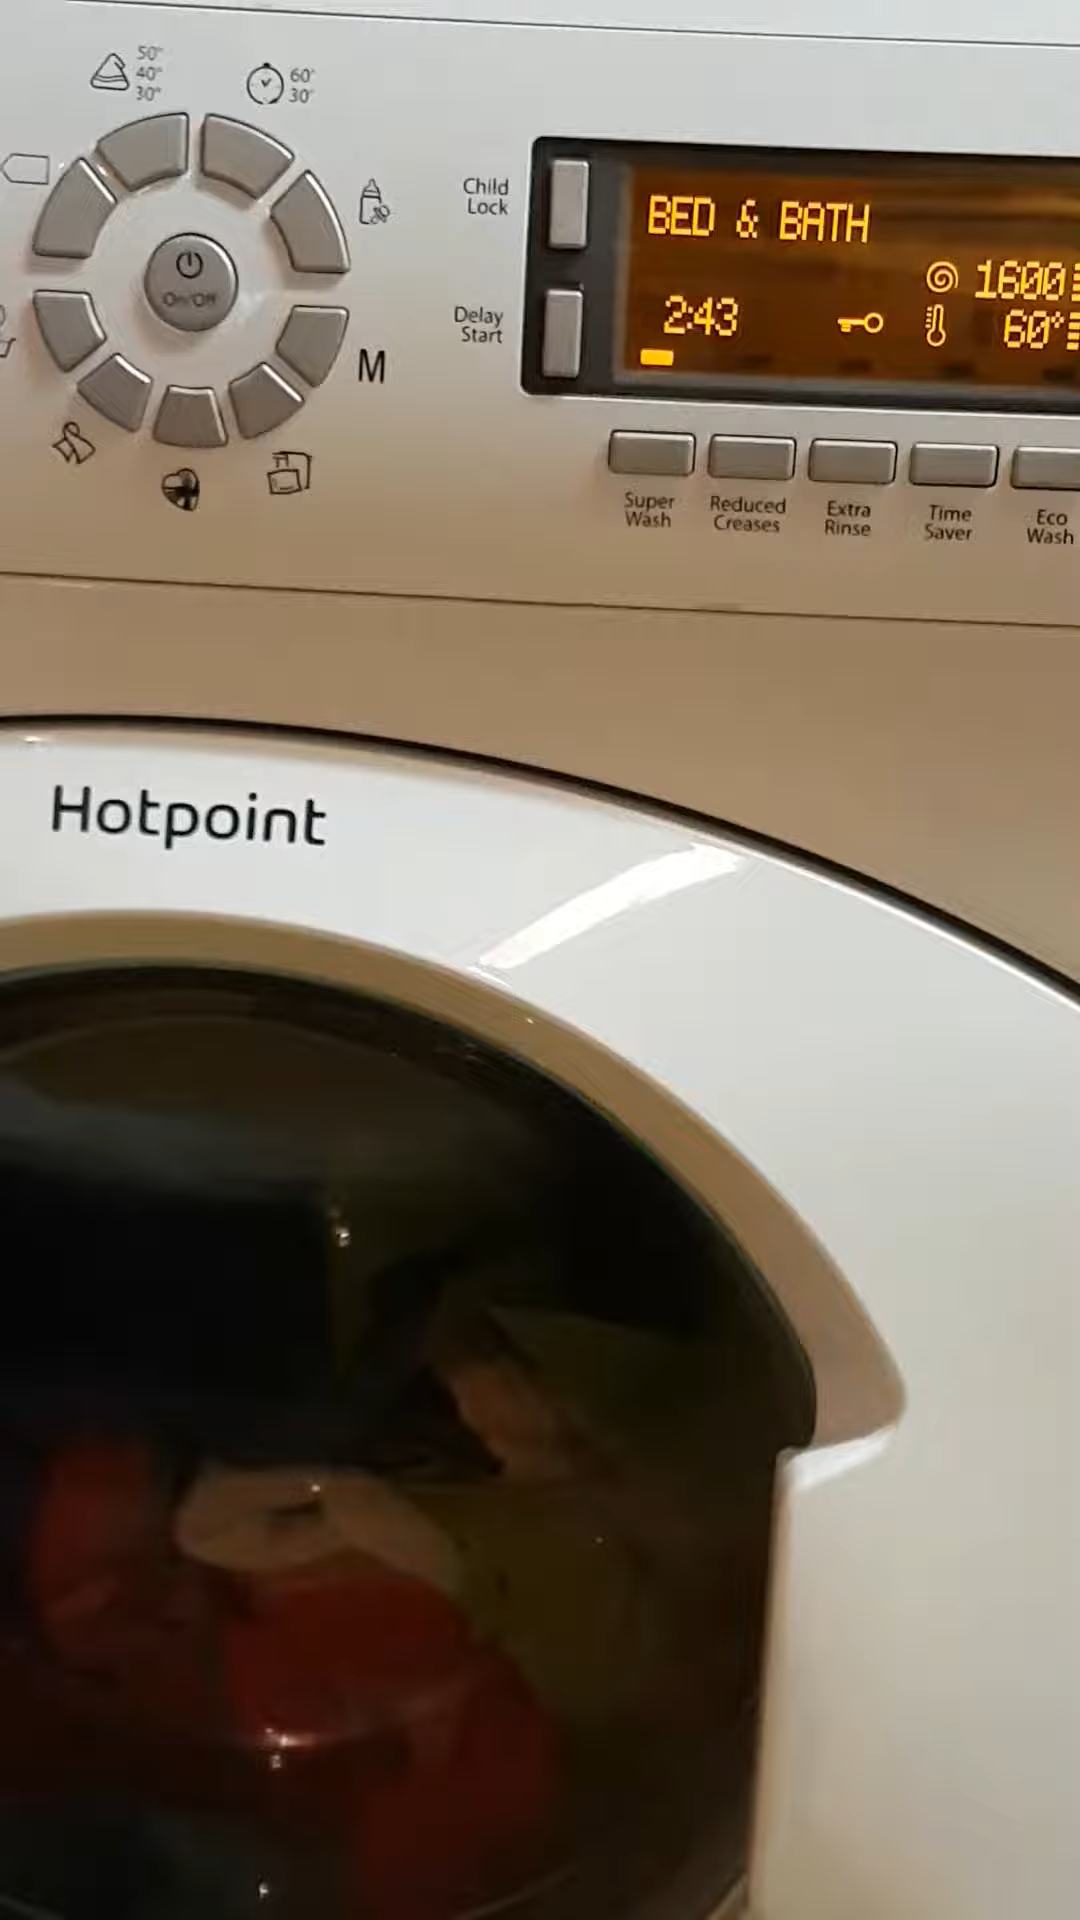 50°
40°
30°
60'
30'
On/Off
M
Child
Lock
Delay
Start
BED & BATH
1600
2:43
60°
Super
Wash
Reduced
Creases
Extra
Rinse
Time
Saver
Eco
Wash
Hotpoint